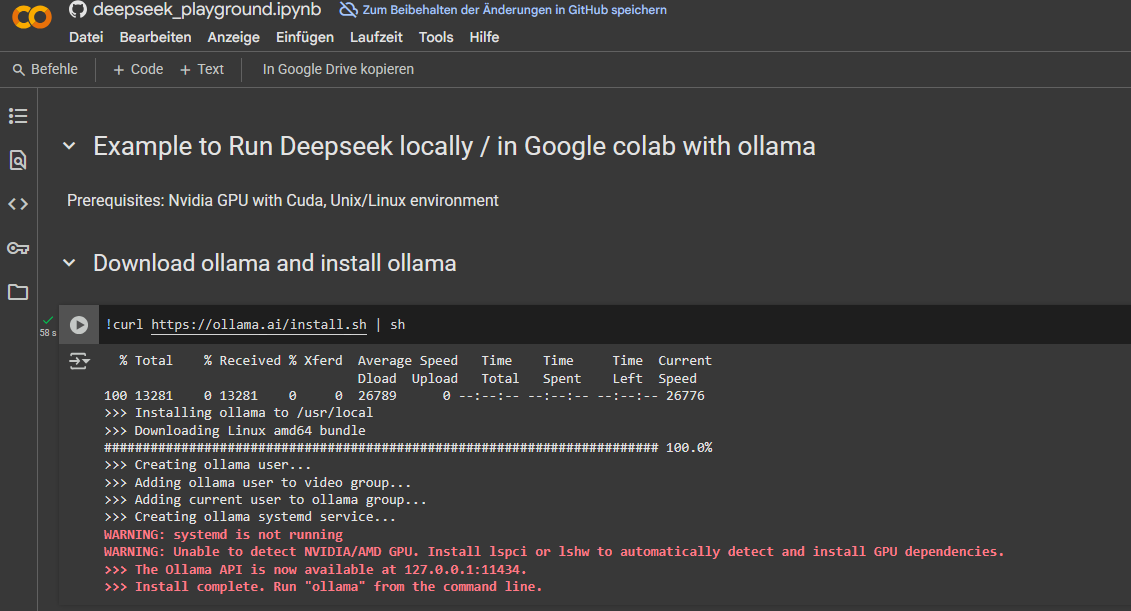 deepseek_playground.ipynb Zum Beibehalten der Änderungen in GitHub speichern
Datei Bearbeiten Anzeige Einfügen Laufzeit Tools Hilfe
Befehle + Code + Text In Google Drive kopieren
Example to Run Deepseek locally / in Google colab with ollama
Prerequisites: Nvidia GPU with Cuda, Unix/Linux environment
Download ollama and install ollama
58 s
!curl https://ollama.ai/install.sh | sh
% Total % Received % Xferd Average Speed Time Time Time Current
Dload Upload Total Spent Left Speed
100 13281 0 13281 0 0 26789 0 --:--:-- --:--:-- --:--:-- 26776
>>> Installing ollama to /usr/local
>>> Downloading Linux amd64 bundle
######################################################################## 100.0%
>>> Creating ollama user...
>>> Adding ollama user to video group...
>>> Adding current user to ollama group...
>>> Creating ollama systemd service...
WARNING: systemd is not running
WARNING: Unable to detect NVIDIA/AMD GPU. Install lspci or lshw to automatically detect and install GPU dependencies.
>>> The Ollama API is now available at 127.0.0.1:11434.
>>> Install complete. Run "ollama" from the command line.